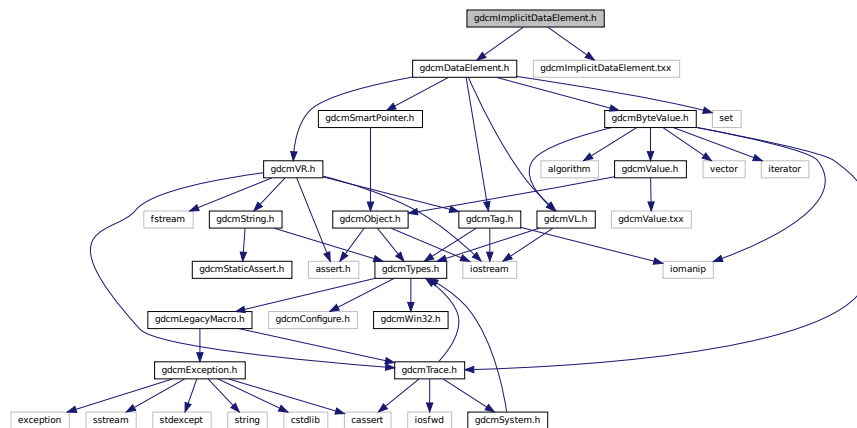 gdcmImplicitDataElement.h
gdcmDataElement.h
gdcmImplicitDataElement.txx
gdcmSmartPointer.h
gdcmByteValue.h
set
gdcmVR.h
algorithm
gdcmValue.h
vector
iterator
fstream
gdcmString.h
gdcmObject.h
gdcmTag.h
gdcmVL.h
gdcmValue.txx
gdcmStaticAssert.h
assert.h
gdcmTypes.h
iostream
iomanip
gdcmLegacyMacro.h
gdcmConfigure.h
gdcmWin32.h
gdcmException.h
gdcmTrace.h
exception
sstream
stdexcept
string
cstdlib
cassert
iosfwd
gdcmSystem.h